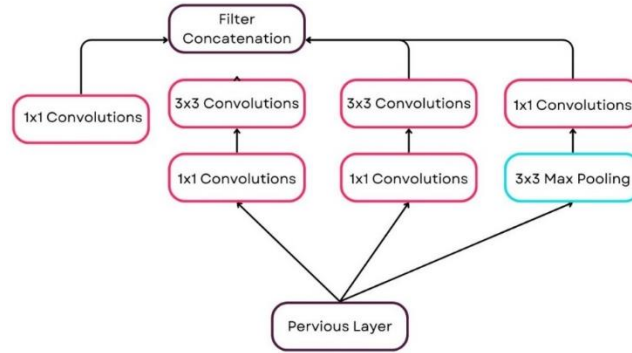 Filter
Concatenation
1x1 Convolutions
3x3 Convolutions
3x3 Convolutions
1x1 Convolutions
1x1 Convolutions
1x1 Convolutions
3x3 Max Pooling
Pervious Layer